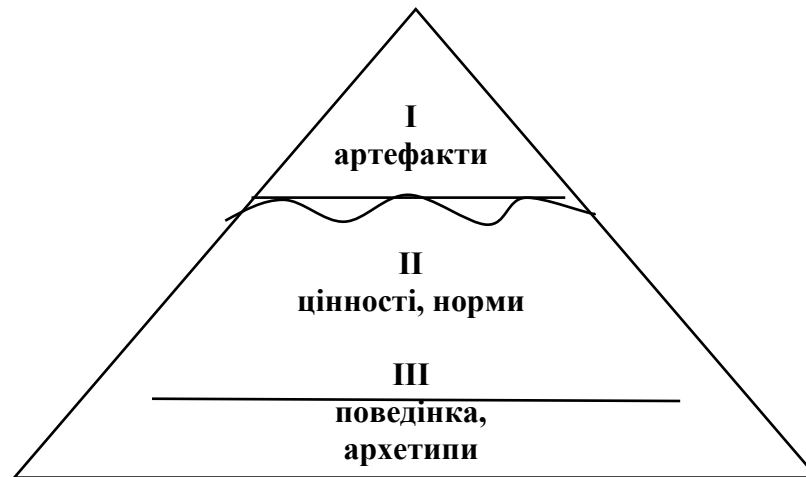 I
артефакти
II
цінності, норми
III
поведінка,
архетипи